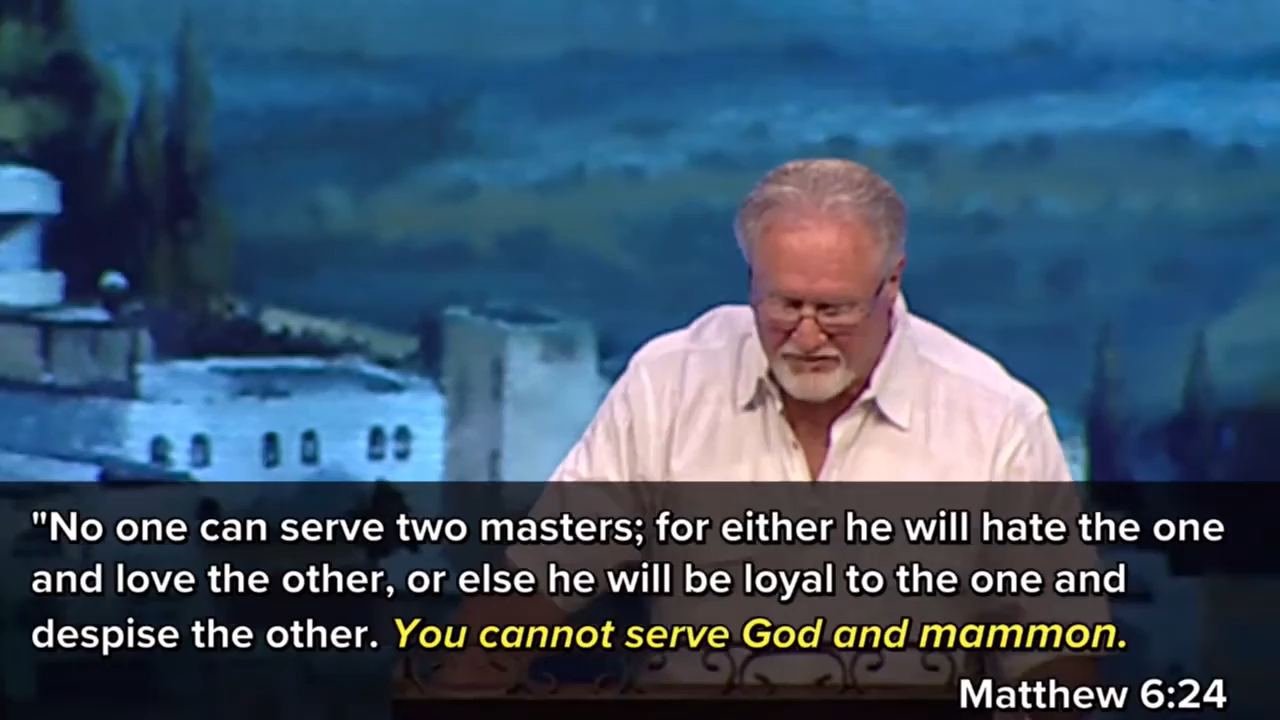 "No one can serve two masters; for either he will hate the one
and love the other, or else he will be loyal to the one and
despise the other. You cannot serve God and mammon.
Matthew 6:24